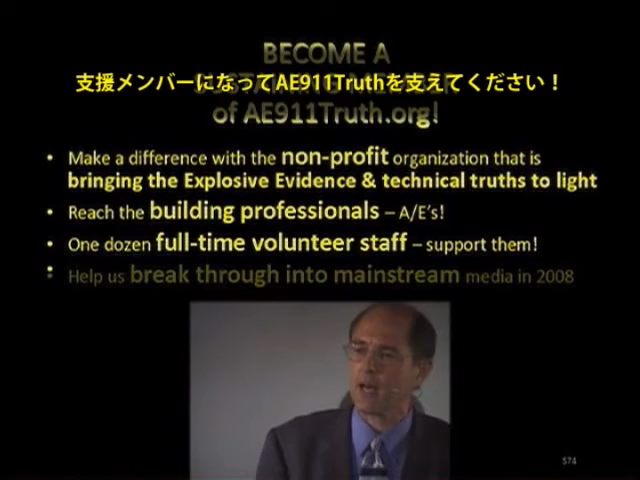 BECOME A
支援メンバーになってAE911Truthを支えてください！
of AE911Truth.org!
• Make a difference with the non-profit organization that is
bringing the Explosive Evidence & technical truths to light
• Reach the building professionals – A/E's!
• One dozen full-time volunteer staff – support them!
• Help us break through into mainstream media in 2008
574